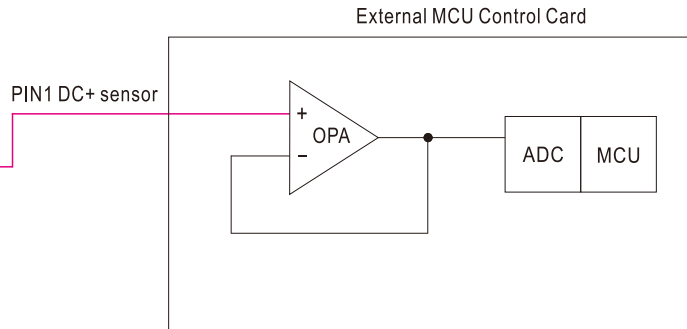 External MCU Control Card
PIN1 DC+ sensor
+
OPA
−
ADC
MCU